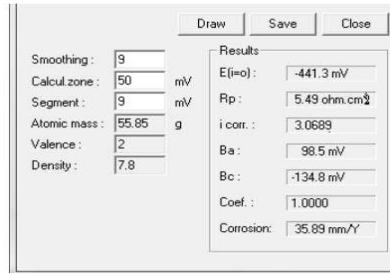 Draw Save Close
Smoothing : 9
Calcul.zone : 50 mV
Segment : 9 mV
Atomic mass : 55.85 g
Valence : 2
Density : 7.8
Results
E(i=o) : -441.3 mV
Rp : 5.49 ohm.cm²
i corr. : 3.0689
Ba : 98.5 mV
Bc : -134.8 mV
Coef. : 1.0000
Corrosion: 35.89 mm/Y